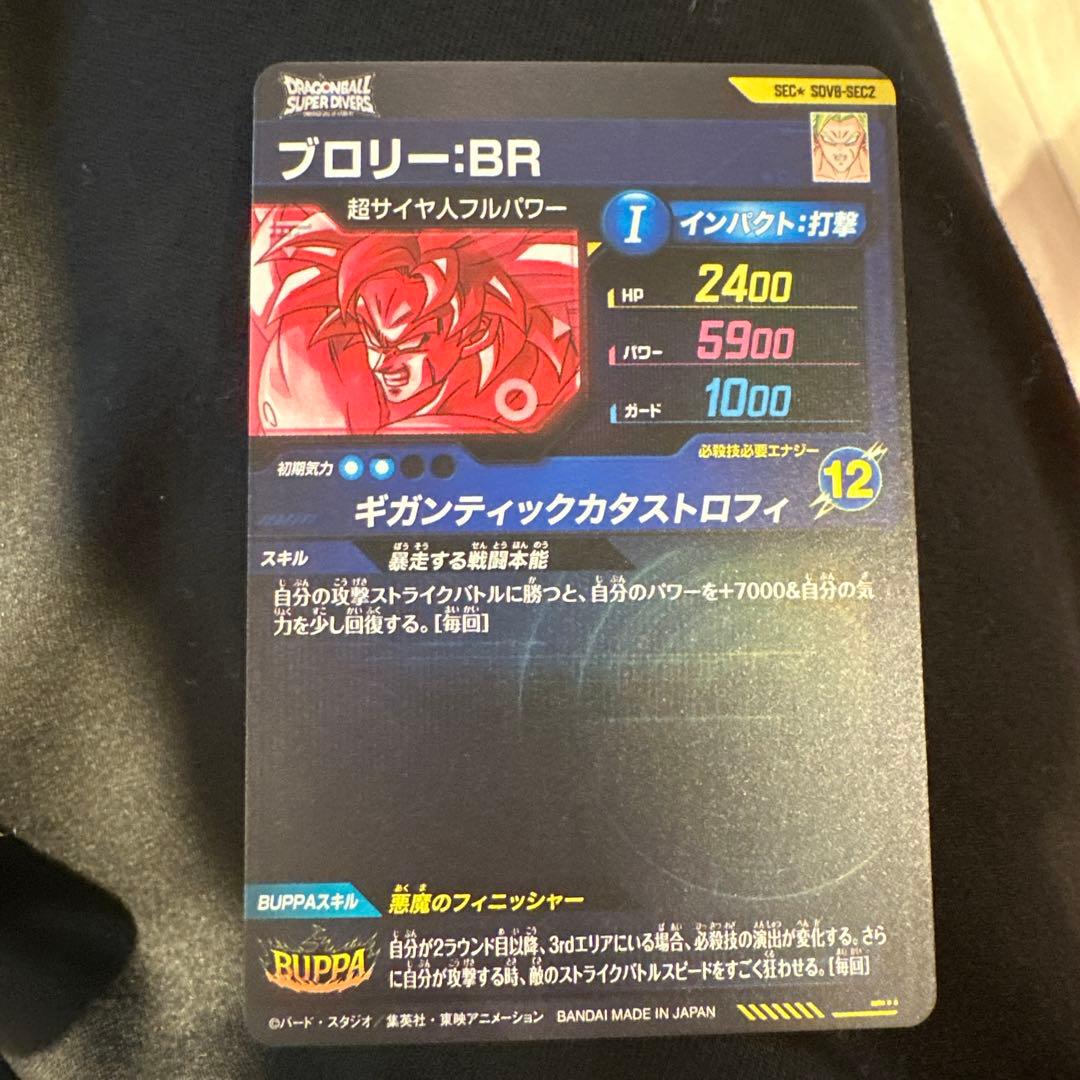 DRAGONBALL
SUPER DIVERS
SEC★ SDV8-SEC2
ブロリー:BR
超サイヤ人フルパワー
I インパクト:打撃
HP 2400
パワー 5900
ガード 1000
初期気力
必殺技必要エナジー
12
ギガンティックカタストロフィ
スキル 暴走する戦闘本能
自分の攻撃ストライクバトルに勝つと、自分のパワーを+7000&自分の気
力を少し回復する。[毎回]
BUPPAスキル 悪魔のフィニッシャー
BUPPA
自分が2ラウンド目以降、3rdエリアにいる場合、必殺技の演出が変化する。さら
に自分が攻撃する時、敵のストライクバトルスピードをすごく狂わせる。[毎回]
©バード・スタジオ/集英社・東映アニメーション BANDAI MADE IN JAPAN